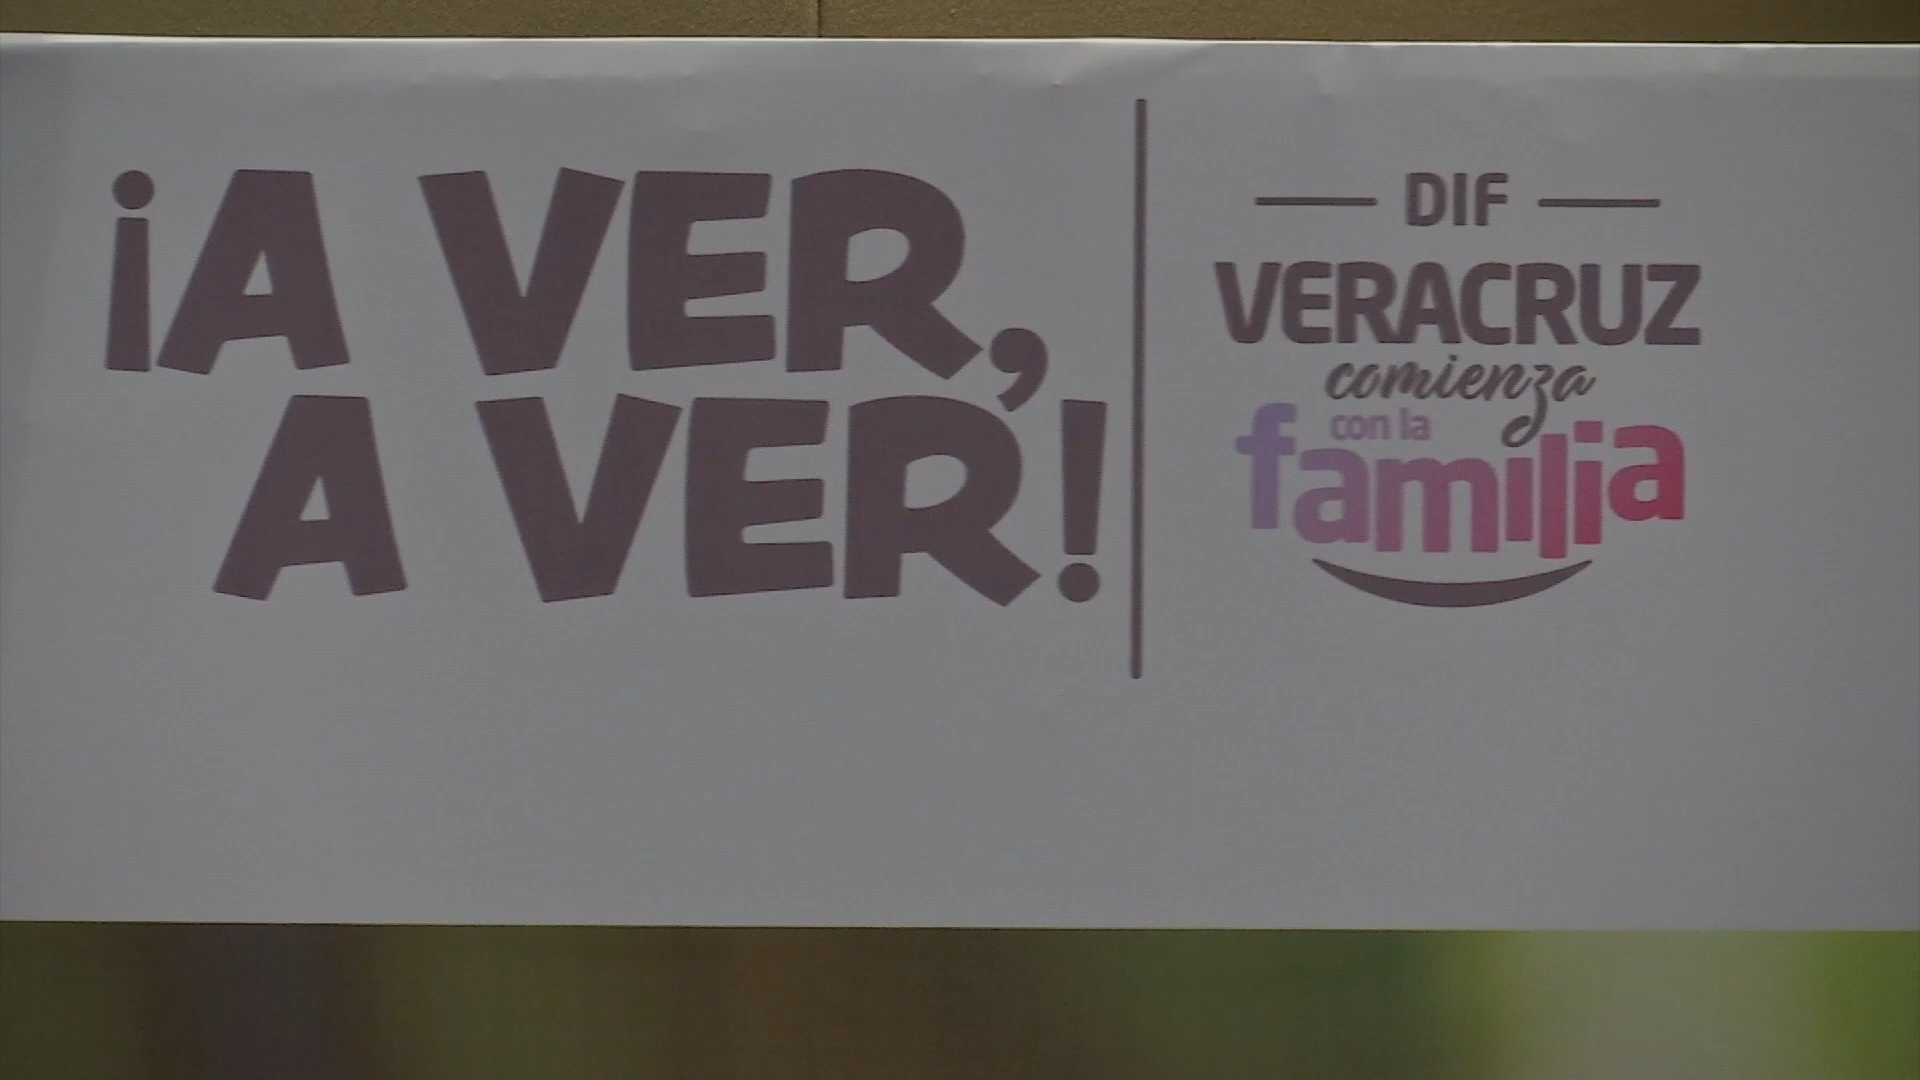 ¡A VER,
A VER!
DIF
VERACRUZ
comienza
con la
familia